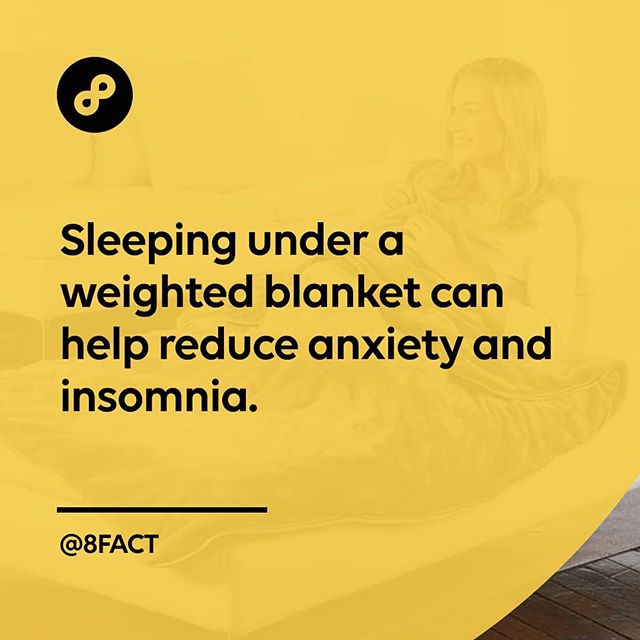 Sleeping under a
weighted blanket can
help reduce anxiety and
insomnia.
@8FACT